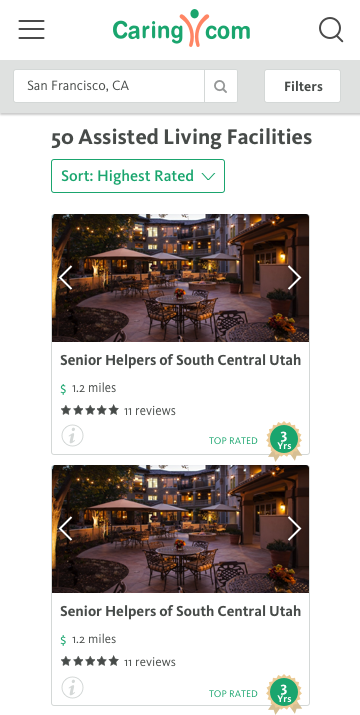 Caring.com
San Francisco, CA
Filters
50 Assisted Living Facilities
Sort: Highest Rated
Senior Helpers of South Central Utah
$ 1.2 miles
11 reviews
i
TOP RATED
3
Yrs
Senior Helpers of South Central Utah
$ 1.2 miles
11 reviews
i
TOP RATED
3
Yrs